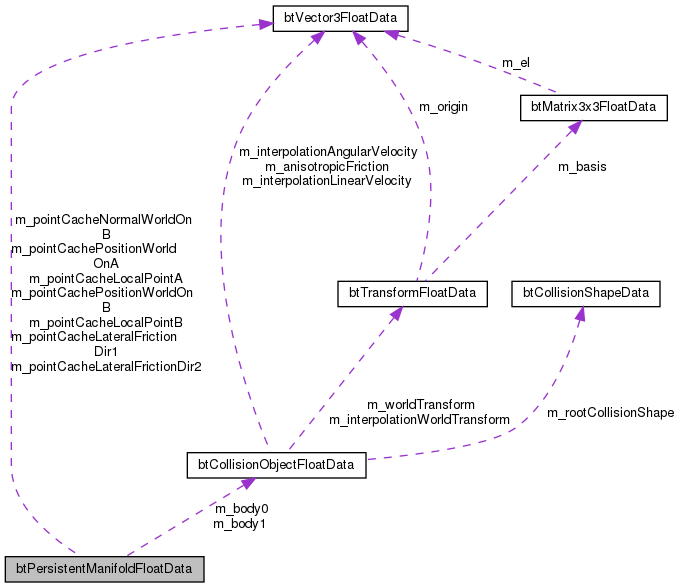 btVector3FloatData
m_el
btMatrix3x3FloatData
m_origin
m_interpolationAngularVelocity
m_anisotropicFriction
m_interpolationLinearVelocity
m_basis
m_pointCacheNormalWorldOn
B
m_pointCachePositionWorld
OnA
m_pointCacheLocalPointA
m_pointCachePositionWorldOn
B
m_pointCacheLocalPointB
m_pointCacheLateralFriction
Dir1
m_pointCacheLateralFrictionDir2
btTransformFloatData
btCollisionShapeData
m_worldTransform
m_interpolationWorldTransform
m_rootCollisionShape
btCollisionObjectFloatData
m_body0
m_body1
btPersistentManifoldFloatData